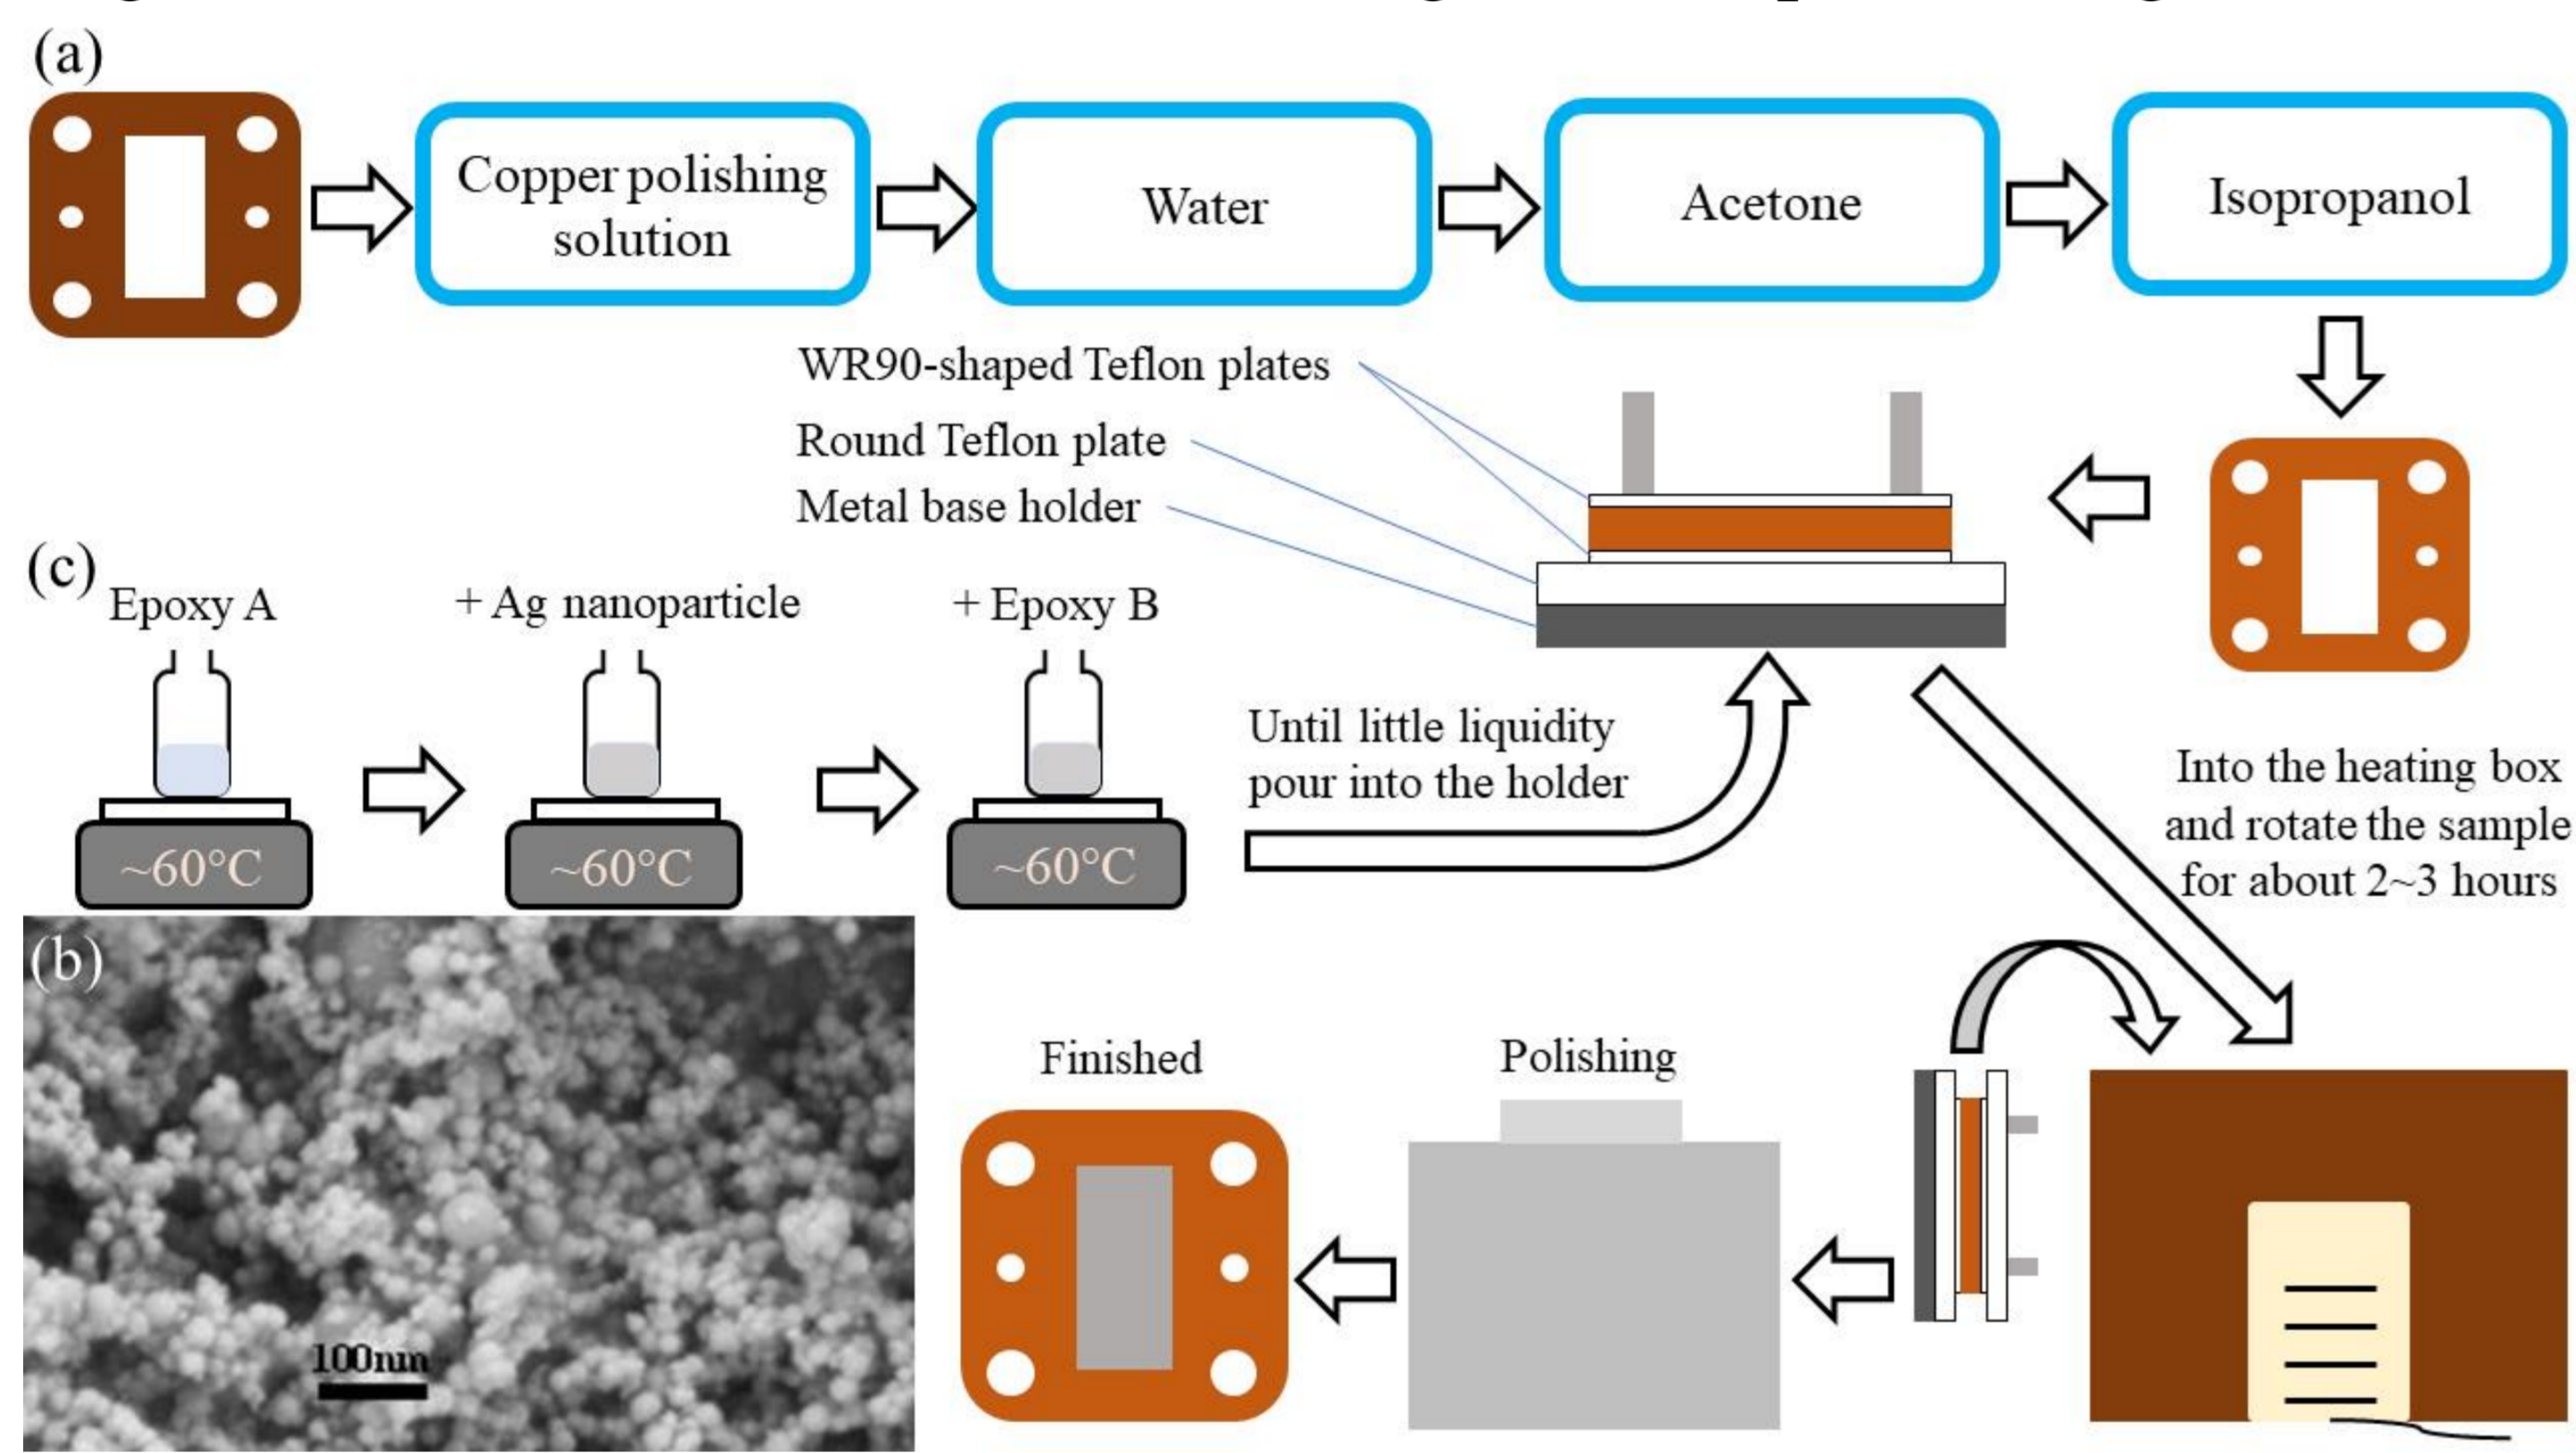 (a)
Copper polishing
solution
Water
Acetone
Isopropanol
WR90-shaped Teflon plates
Round Teflon plate
Metal base holder
(c)
Epoxy A
+ Ag nanoparticle
+ Epoxy B
~60°C
~60°C
~60°C
Until little liquidity
pour into the holder
Into the heating box
and rotate the sample
for about 2~3 hours
(b)
100nm
Finished
Polishing